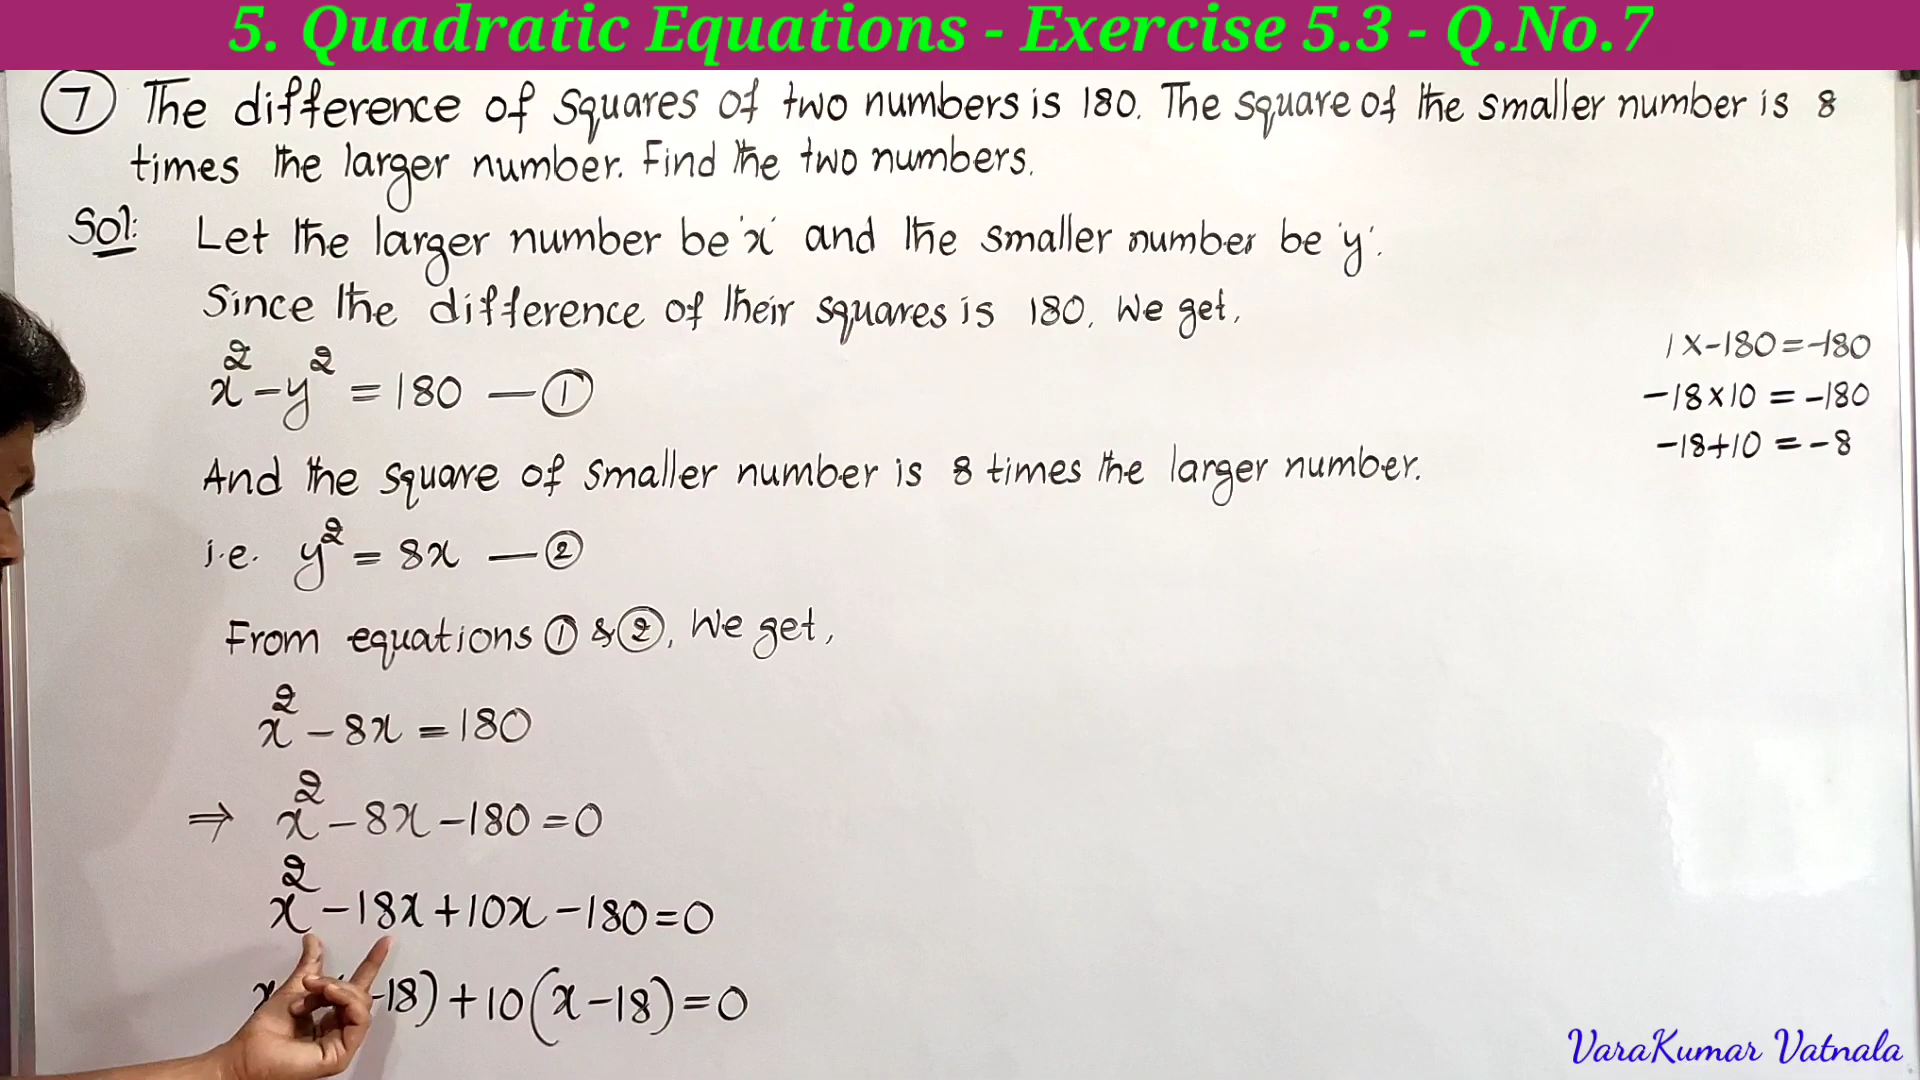 5. Quadratic Equations - Exercise 5.3 - Q.No.7
7 The difference of squares of two numbers is 180. The square of the smaller number is 8
times the larger number. Find the two numbers.
Sol: Let the larger number be 'x' and the smaller number be 'y'.
Since the difference of their squares is 180. We get,
x² - y² = 180 — ①
And the square of smaller number is 8 times the larger number.
i.e. y² = 8x — ②
From equations ① & ②, We get,
x² - 8x = 180
⇒ x² - 8x - 180 = 0
x² - 18x + 10x - 180 = 0
-18) + 10(x - 18) = 0
1 x -180 = -180
-18 x 10 = -180
-18 + 10 = -8
VaraKumar Vatnala